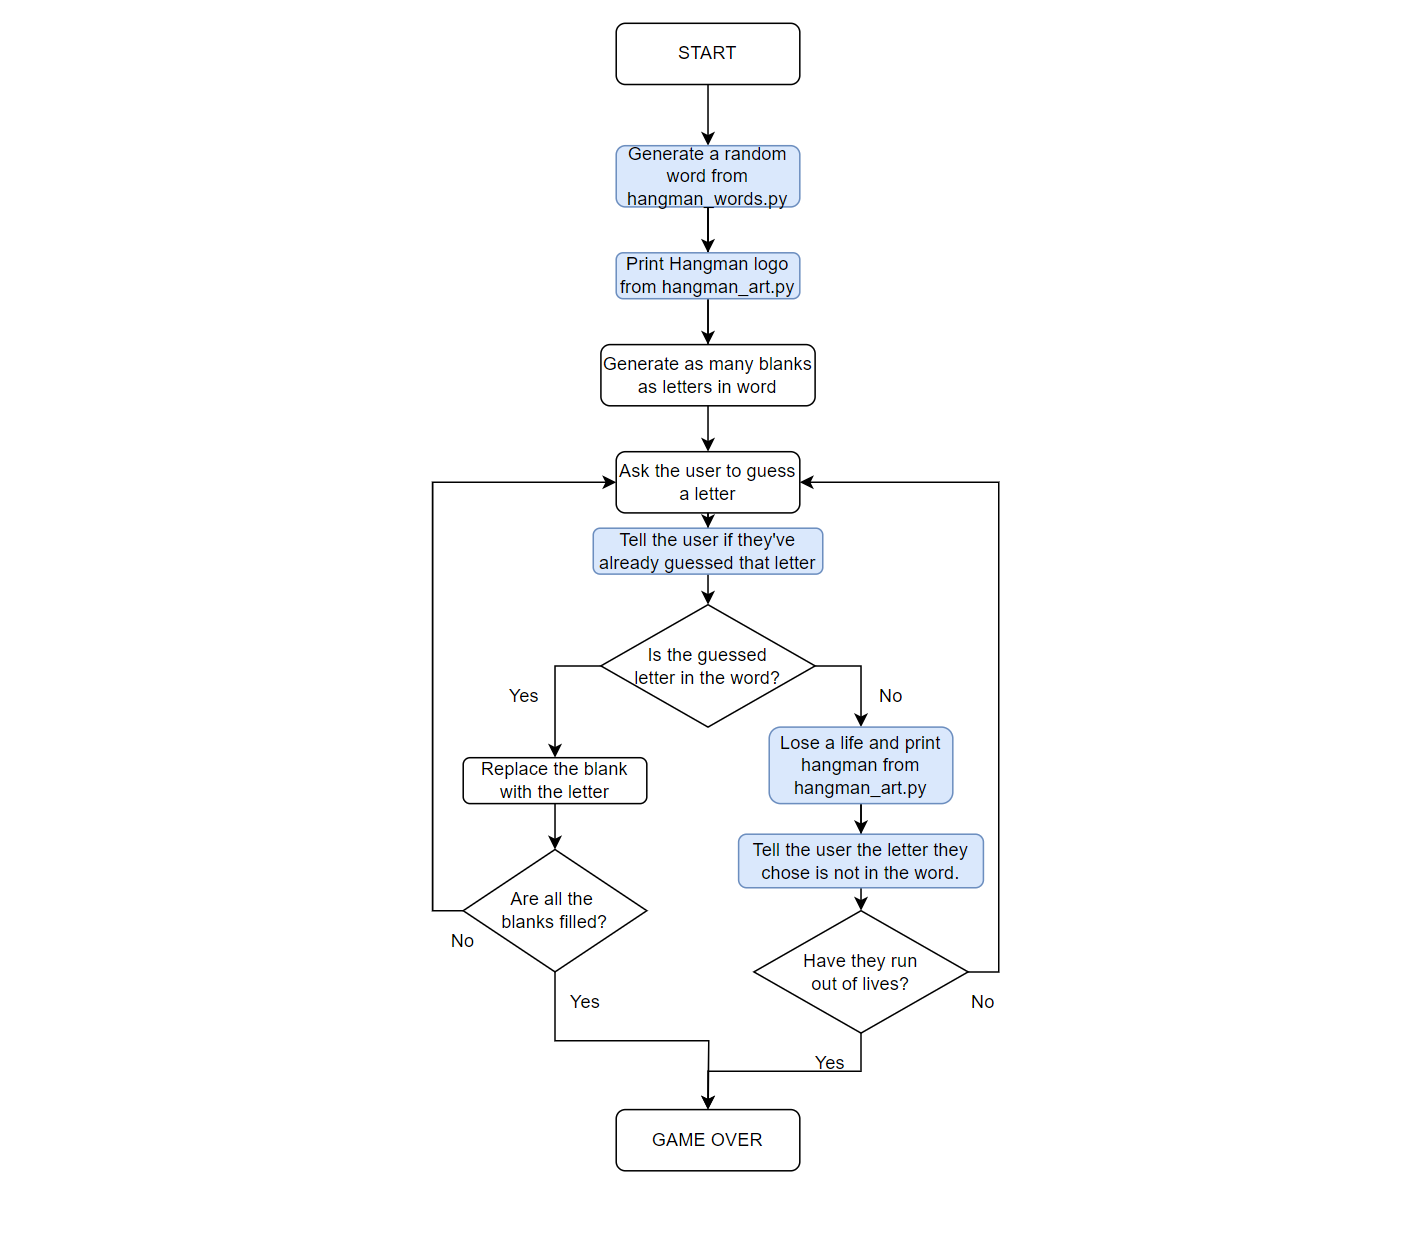 START
Generate a random
word from
hangman_words.py
Print Hangman logo
from hangman_art.py
Generate as many blanks
as letters in word
Ask the user to guess
a letter
Tell the user if they've
already guessed that letter
Is the guessed
letter in the word?
Yes
No
Lose a life and print
hangman from
hangman_art.py
Replace the blank
with the letter
Tell the user the letter they
chose is not in the word.
Are all the
blanks filled?
No
Have they run
out of lives?
Yes
No
Yes
GAME OVER